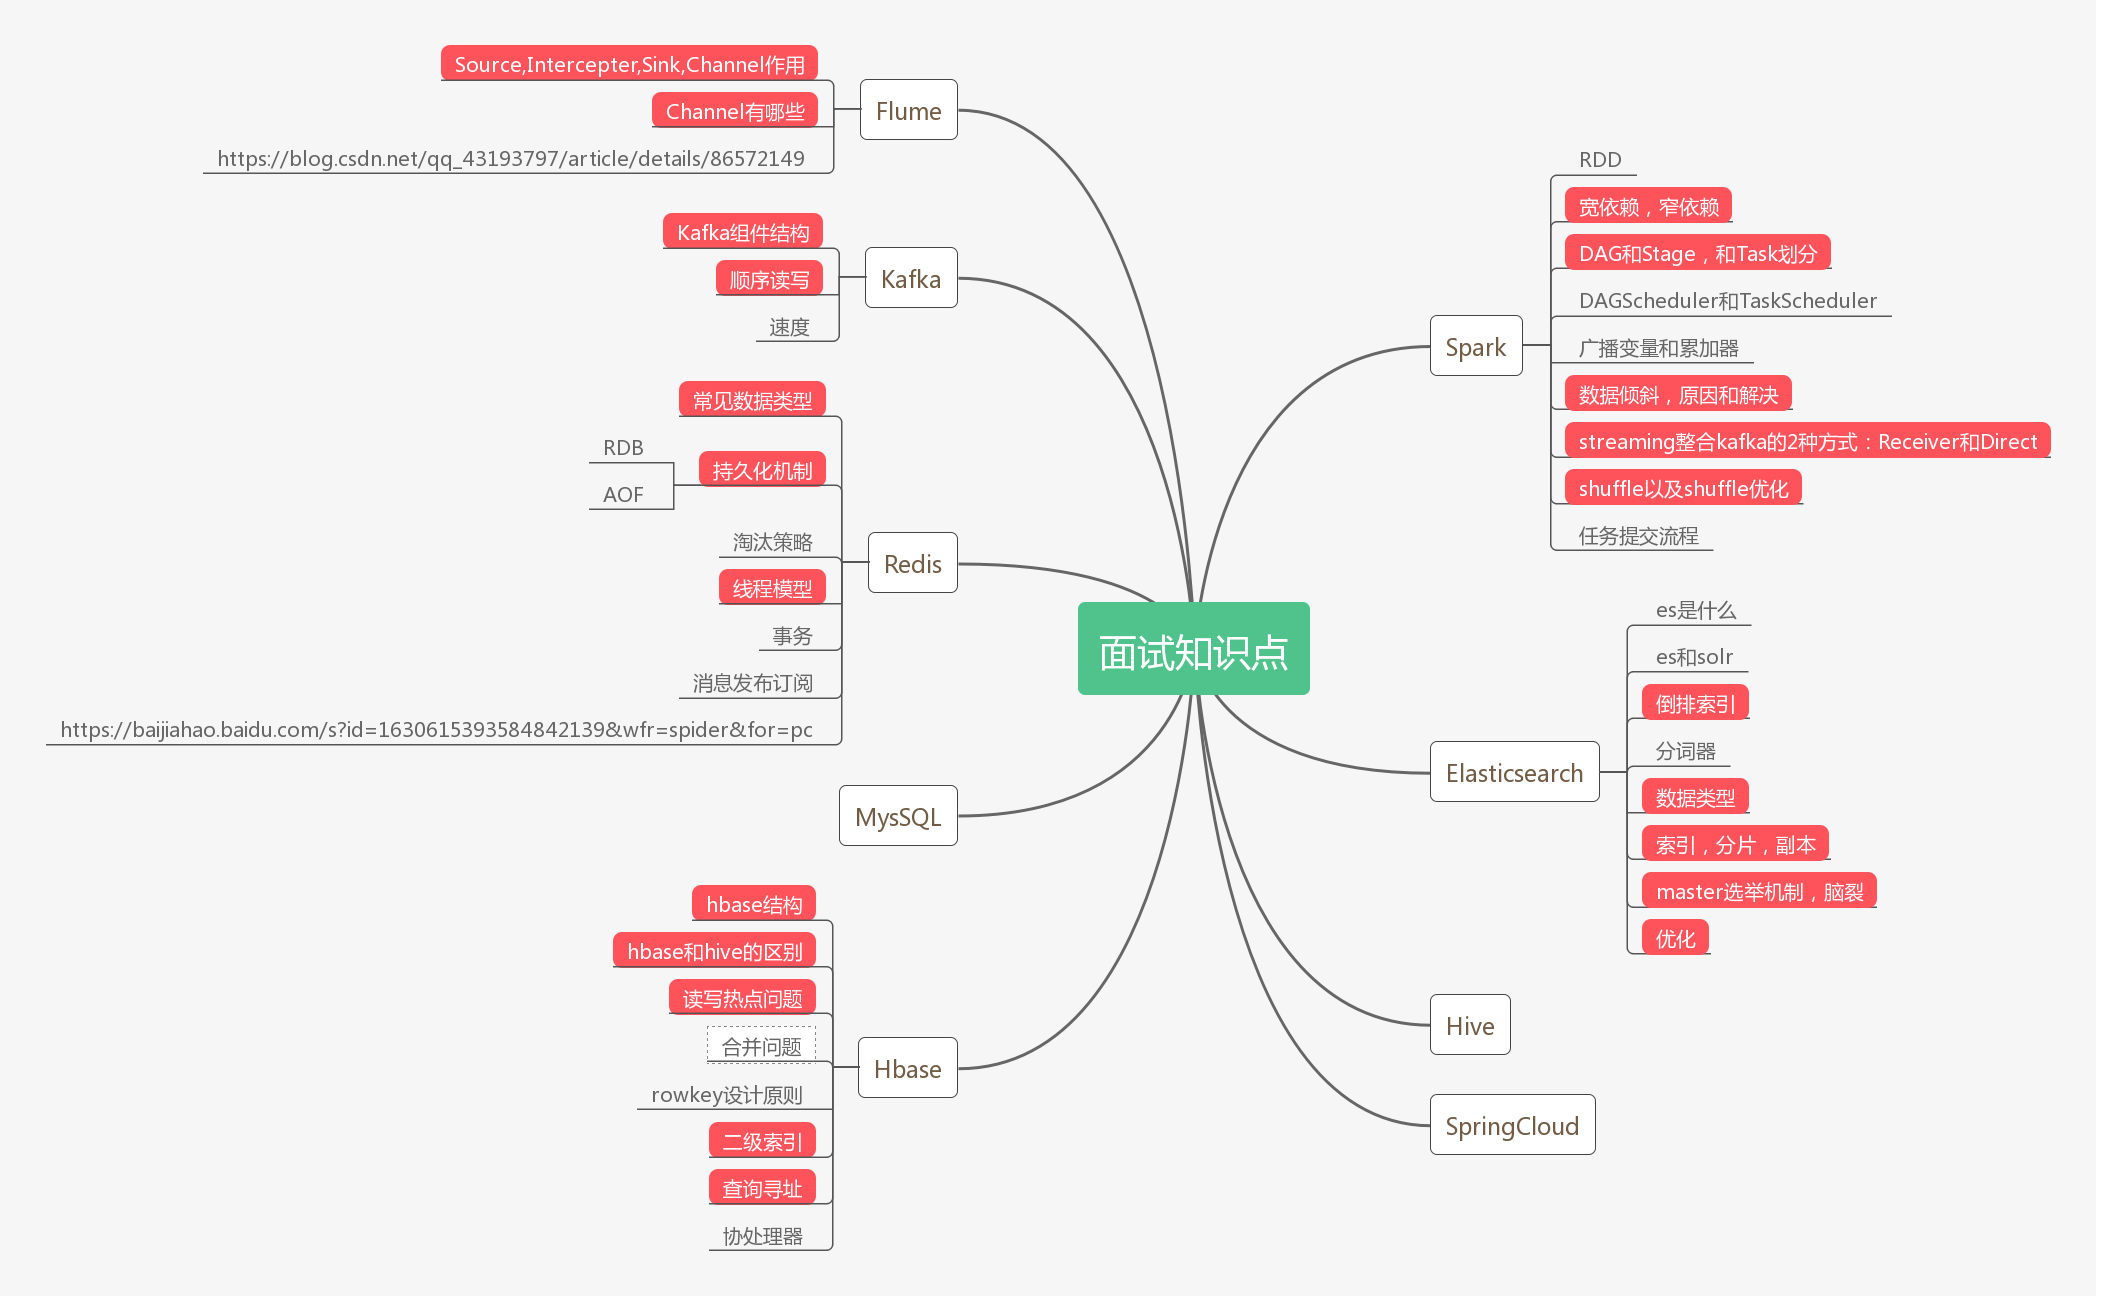 面试知识点
Flume
Source,Intercepter,Sink,Channel作用
Channel有哪些
https://blog.csdn.net/qq_43193797/article/details/86572149
Kafka
Kafka组件结构
顺序读写
速度
Redis
常见数据类型
持久化机制
RDB
AOF
淘汰策略
线程模型
事务
消息发布订阅
https://baijiahao.baidu.com/s?id=1630615393584842139&wfr=spider&for=pc
MysSQL
Hbase
hbase结构
hbase和hive的区别
读写热点问题
合并问题
rowkey设计原则
二级索引
查询寻址
协处理器
Spark
RDD
宽依赖，窄依赖
DAG和Stage，和Task划分
DAGScheduler和TaskScheduler
广播变量和累加器
数据倾斜，原因和解决
streaming整合kafka的2种方式：Receiver和Direct
shuffle以及shuffle优化
任务提交流程
Elasticsearch
es是什么
es和solr
倒排索引
分词器
数据类型
索引，分片，副本
master选举机制，脑裂
优化
Hive
SpringCloud